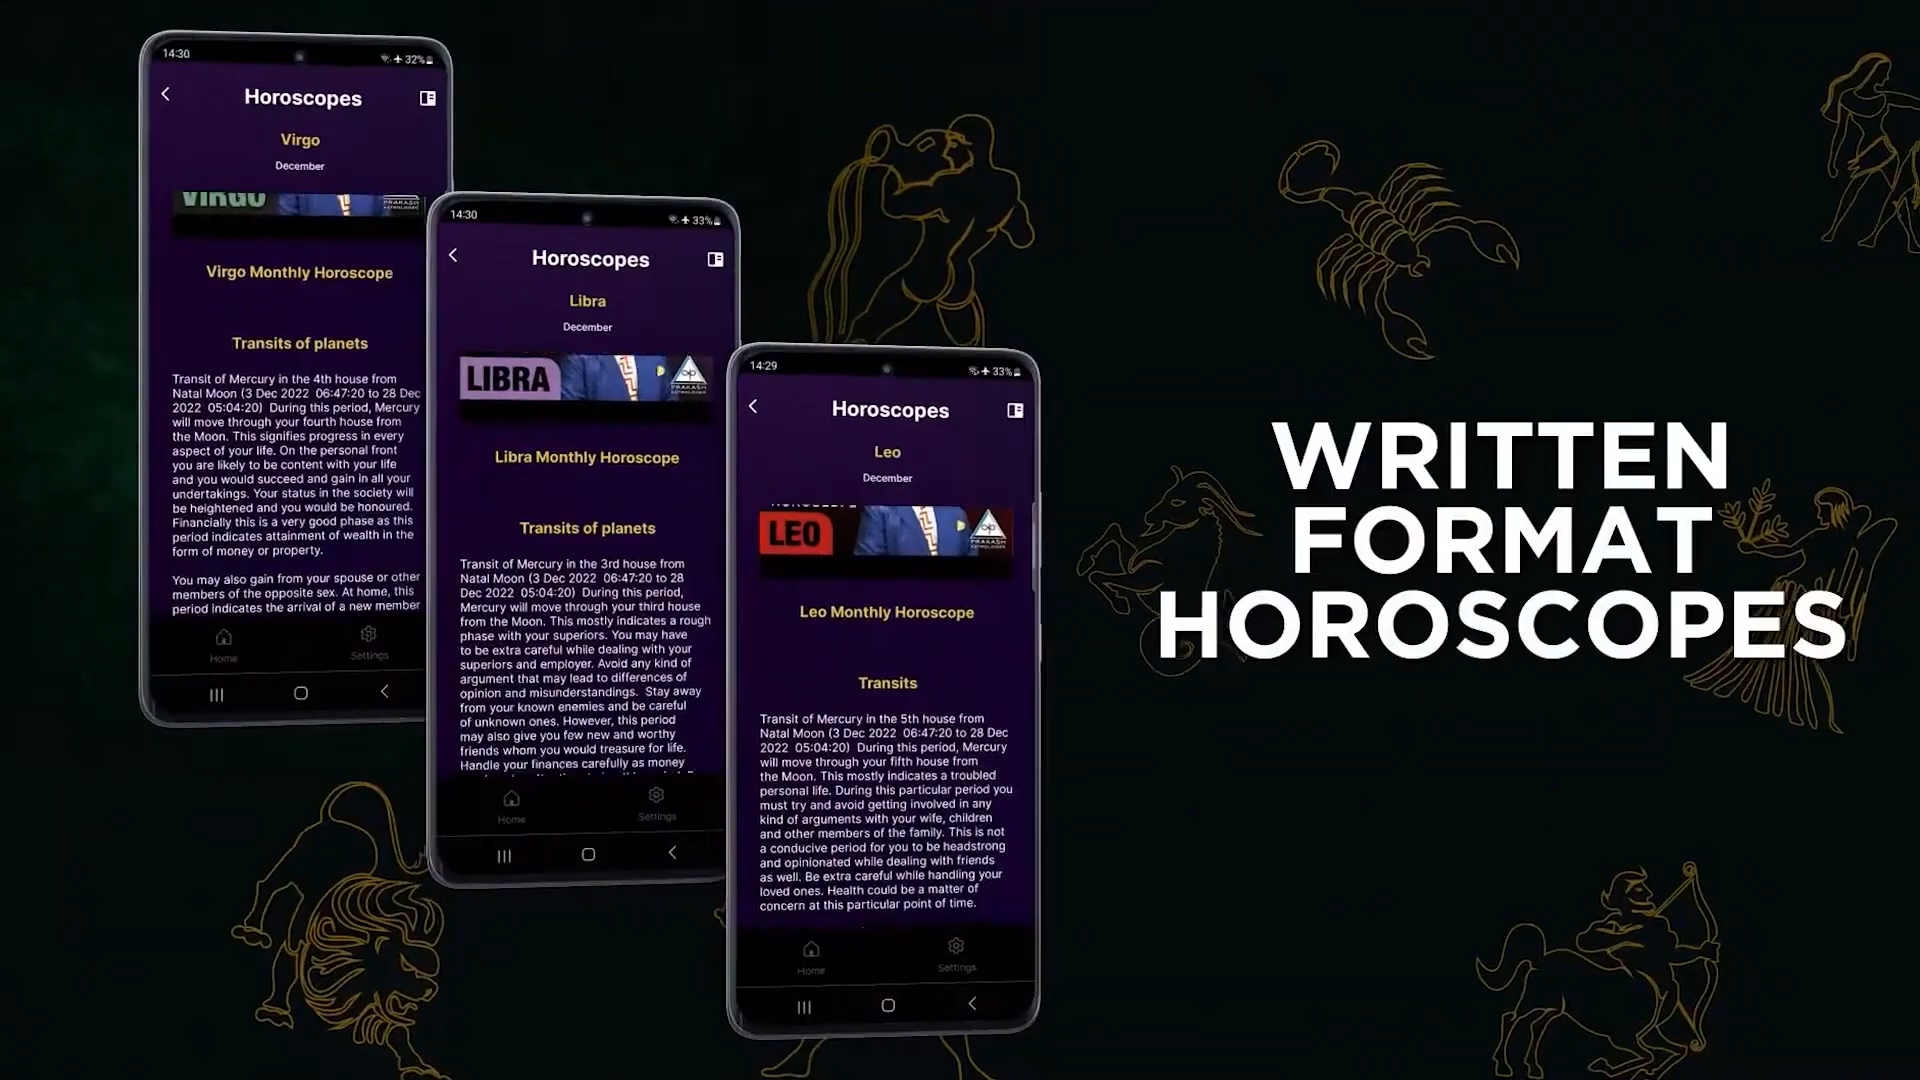 14:30
32%
Horoscopes
Virgo
December
VIRGO
PRAKASH
Virgo Monthly Horoscope
Transits of planets
Transit of Mercury in the 4th house from
Natal Moon (3 Dec 2022 06:47:20 to 28 Dec
2022 05:04:20) During this period, Mercury
will move through your fourth house from
the Moon. This signifies progress in every
aspect of your life. On the personal front
you are likely to be content with your life
and you would succeed and gain in all your
undertakings. Your status in the society will
be heightened and you would be honoured.
Financially this is a very good phase as this
period indicates attainment of wealth in the
form of money or property.
You may also gain from your spouse or other
members of the opposite sex. At home, this
period indicates the arrival of a new member
Home
Settings
14:30
33%
Horoscopes
Libra
December
LIBRA
PRAKASH
ASTROLOGER
Libra Monthly Horoscope
Transits of planets
Transit of Mercury in the 3rd house from
Natal Moon (3 Dec 2022 06:47:20 to 28
Dec 2022 05:04:20) During this period,
Mercury will move through your third house
from the Moon. This mostly indicates a rough
phase with your superiors. You may have
to be extra careful while dealing with your
superiors and employer. Avoid any kind of
argument that may lead to differences of
opinion and misunderstandings. Stay away
from your known enemies and be careful
of unknown ones. However, this period
may also give you few new and worthy
friends whom you would treasure for life.
Handle your finances carefully as money
Home
Settings
14:29
33%
Horoscopes
Leo
December
LEO
PRAKASH
ASTROLOGER
Leo Monthly Horoscope
Transits
Transit of Mercury in the 5th house from
Natal Moon (3 Dec 2022 06:47:20 to 28 Dec
2022 05:04:20) During this period, Mercury
will move through your fifth house from
the Moon. This mostly indicates a troubled
personal life. During this particular period you
must try and avoid getting involved in any
kind of arguments with your wife, children
and other members of the family. This is not
a conducive period for you to be headstrong
and opinionated while dealing with friends
as well. Be extra careful while handling your
loved ones. Health could be a matter of
concern at this particular point of time.
Home
Settings
WRITTEN
FORMAT
HOROSCOPES